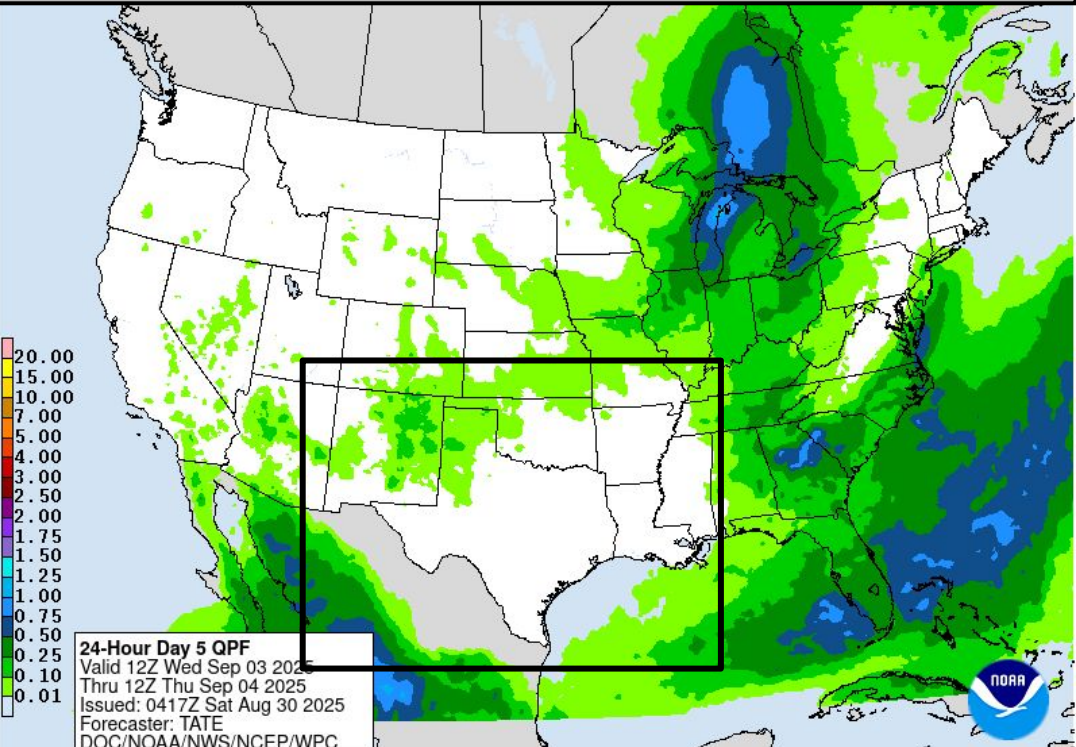 20.00
15.00
10.00
7.00
5.00
4.00
3.00
2.50
2.00
1.75
1.50
1.25
1.00
0.75
0.50
0.25
0.10
0.01
24-Hour Day 5 QPF
Valid 12Z Wed Sep 03 2025
Thru 12Z Thu Sep 04 2025
Issued: 0417Z Sat Aug 30 2025
Forecaster: TATE
DOC/NOAA/NWS/NCEP/WPC
NOAA